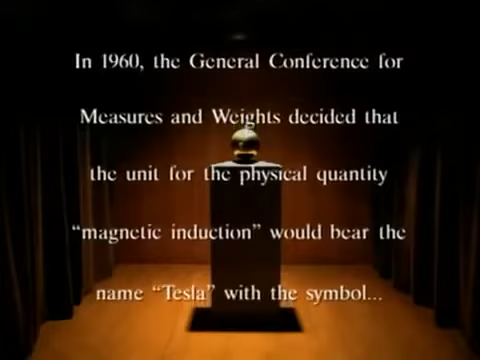 In 1960, the General Conference for
Measures and Weights decided that
the unit for the physical quantity
“magnetic induction” would bear the
name “Tesla” with the symbol...